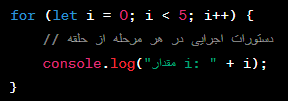 for (let i = 0; i < 5; i++) {
// دستورات اجرایی در هر مرحله از حلقه
console.log("مقدار i: " + i);
}